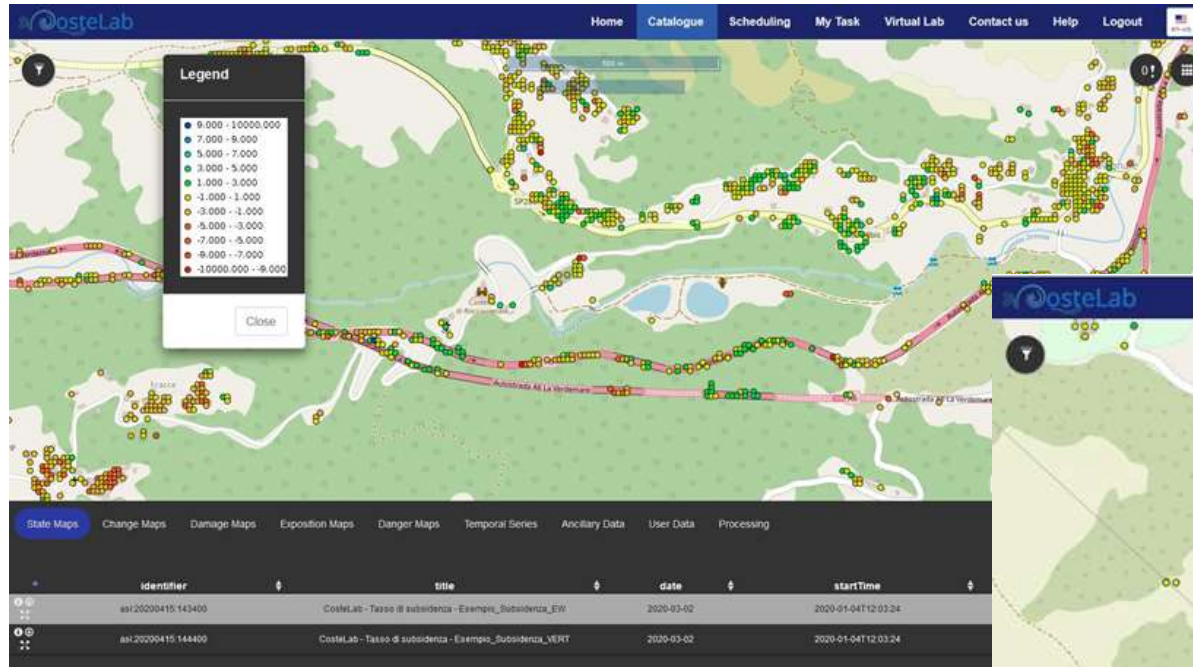 CosteLab
Home Catalogue Scheduling My Task Virtual Lab Contact us Help Logout
Legend
9.000 - 10000.000
7.000 - 9.000
5.000 - 7.000
3.000 - 5.000
1.000 - 3.000
-1.000 - 1.000
-3.000 - -1.000
-5.000 - -3.000
-7.000 - -5.000
-9.000 - -7.000
-10000.000 - -9.000
Close
500 m
0!
Autostrada A6 La Verdemare
Autostrada A6 La Verdemare
CosteLab
State Maps Change Maps Damage Maps Exposition Maps Danger Maps Temporal Series Ancillary Data User Data Processing
identifier title date startTime
asi:20200415:143400 CosteLab - Tasso di subsidenza - Esempio_Subsidenza_EW 2020-03-02 2020-01-04T12:03:24
asi:20200415:144400 CosteLab - Tasso di subsidenza - Esempio_Subsidenza_VERT 2020-03-02 2020-01-04T12:03:24